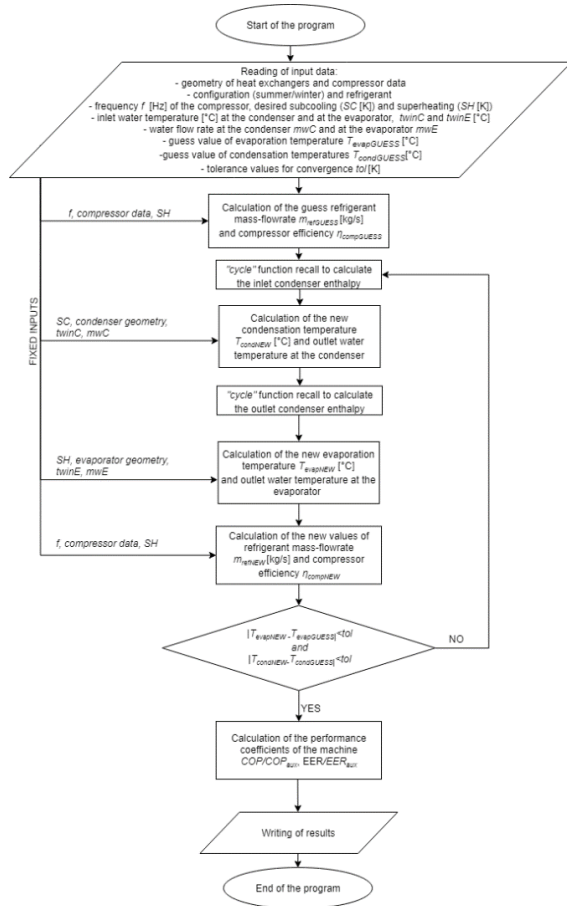 Start of the program
Reading of input data:
- geometry of heat exchangers and compressor data
- configuration (summer/winter) and refrigerant
- frequency f [Hz] of the compressor, desired subcooling (SC [K]) and superheating (SH [K])
- inlet water temperature [°C] at the condenser and at the evaporator, twinC and twinE [°C]
- water flow rate at the condenser mwC and at the evaporator mwE
- guess value of evaporation temperature TevapGUESS [°C]
-guess value of condensation temperatures TcondGUESS[°C]
- tolerance values for convergence tol [K]
f, compressor data, SH
Calculation of the guess refrigerant
mass-flowrate mrefGUESS [kg/s]
and compressor efficiency ηcompGUESS
"cycle" function recall to calculate
the inlet condenser enthalpy
FIXED INPUTS
SC, condenser geometry,
twinC, mwC
Calculation of the new
condensation temperature
TcondNEW [°C] and outlet water
temperature at the condenser
"cycle" function recall to calculate
the outlet condenser enthalpy
SH, evaporator geometry,
twinE, mwE
Calculation of the new evaporation
temperature TevapNEW [°C]
and outlet water temperature at the
evaporator
f, compressor data, SH
Calculation of the new values of
refrigerant mass-flowrate
mrefNEW [kg/s] and compressor
efficiency ηcompNEW
|TevapNEW - TevapGUESS|<tol
and
|TcondNEW- TcondGUESS|<tol
NO
YES
Calculation of the performance
coefficients of the machine
COP/COPaux, EER/EERaux
Writing of results
End of the program